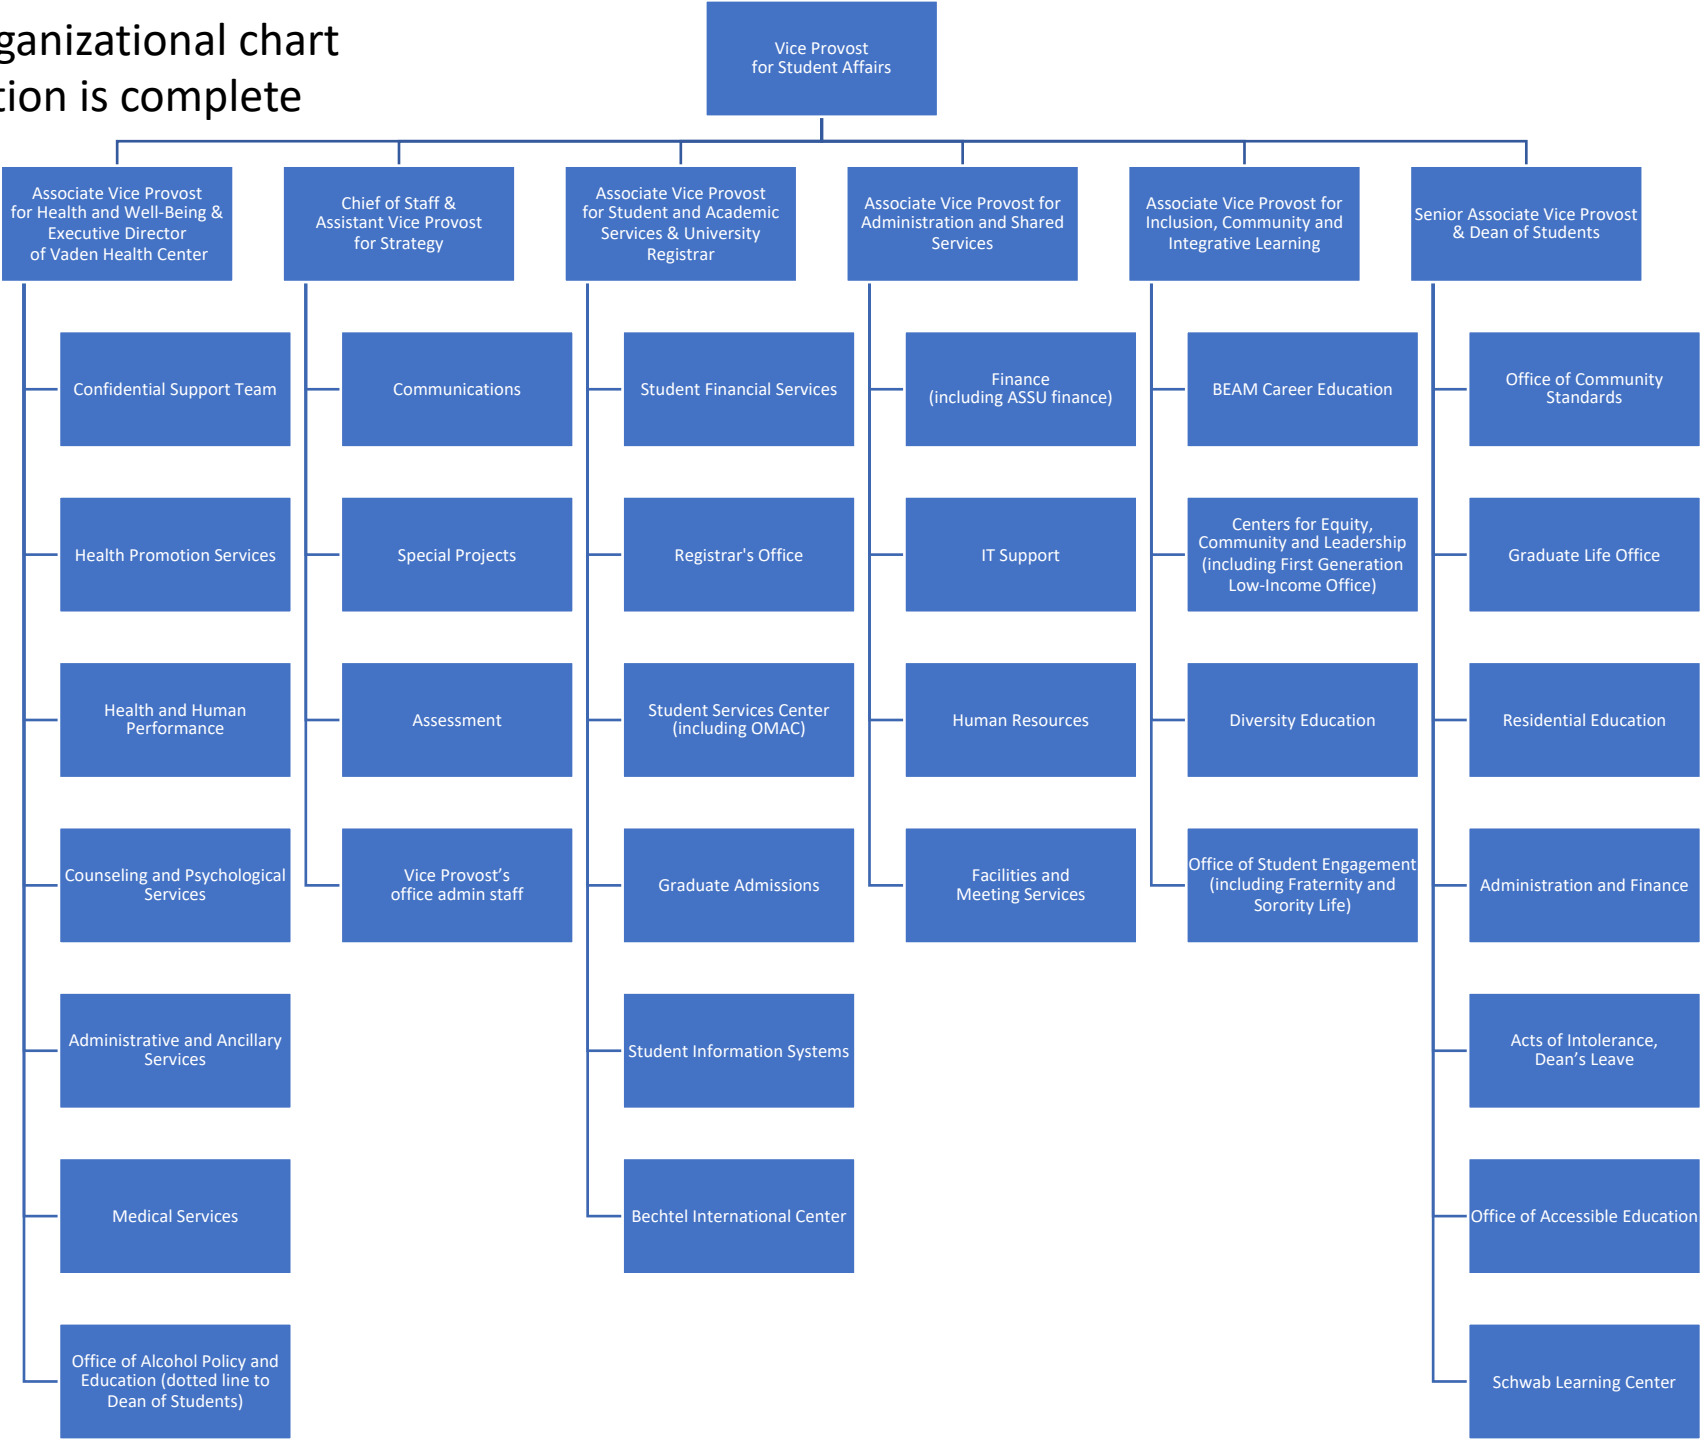 ganizational chart
tion is complete
Vice Provost
for Student Affairs
Associate Vice Provost
for Health and Well-Being &
Executive Director
of Vaden Health Center
Chief of Staff &
Assistant Vice Provost
for Strategy
Associate Vice Provost
for Student and Academic
Services & University
Registrar
Associate Vice Provost for
Administration and Shared
Services
Associate Vice Provost for
Inclusion, Community and
Integrative Learning
Senior Associate Vice Provost
& Dean of Students
Confidential Support Team
Communications
Student Financial Services
Finance
(including ASSU finance)
BEAM Career Education
Office of Community
Standards
Health Promotion Services
Special Projects
Registrar's Office
IT Support
Centers for Equity,
Community and Leadership
(including First Generation
Low-Income Office)
Graduate Life Office
Health and Human
Performance
Assessment
Student Services Center
(including OMAC)
Human Resources
Diversity Education
Residential Education
Counseling and Psychological
Services
Vice Provost’s
office admin staff
Graduate Admissions
Facilities and
Meeting Services
Office of Student Engagement
(including Fraternity and
Sorority Life)
Administration and Finance
Administrative and Ancillary
Services
Student Information Systems
Acts of Intolerance,
Dean’s Leave
Medical Services
Bechtel International Center
Office of Accessible Education
Office of Alcohol Policy and
Education (dotted line to
Dean of Students)
Schwab Learning Center